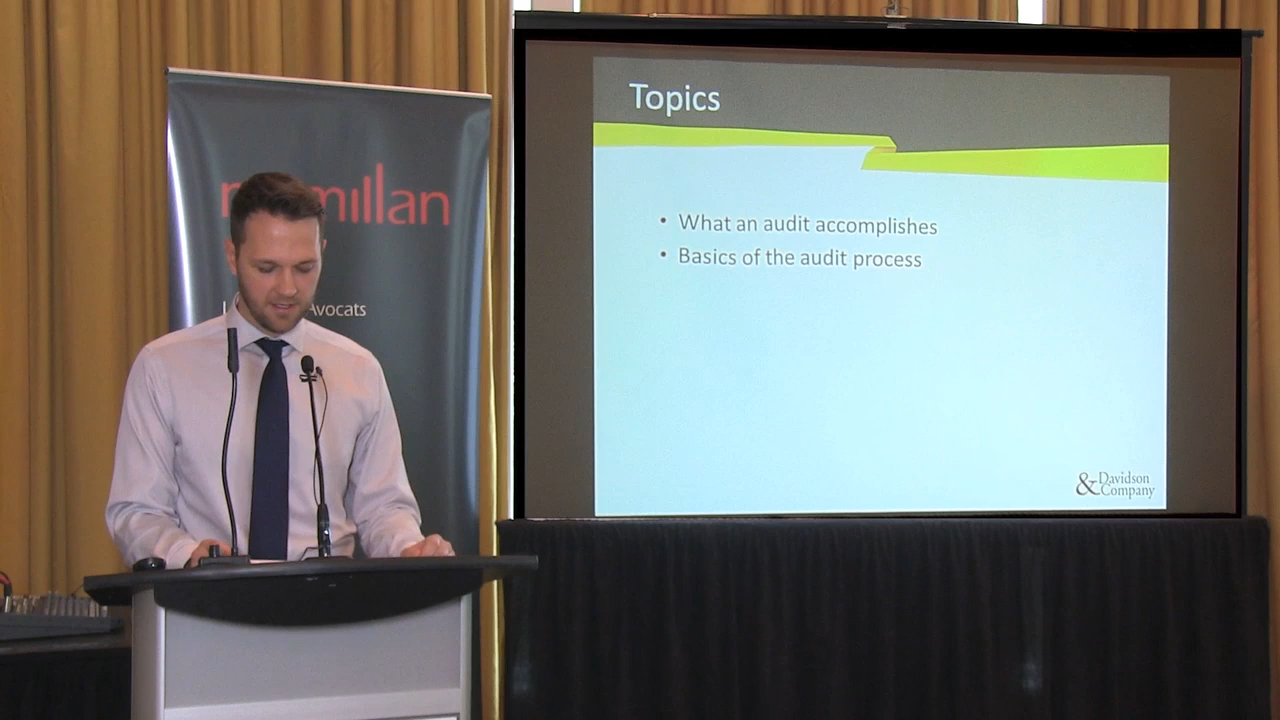 millan
Avocats
Topics
• What an audit accomplishes
• Basics of the audit process
& Davidson
Company